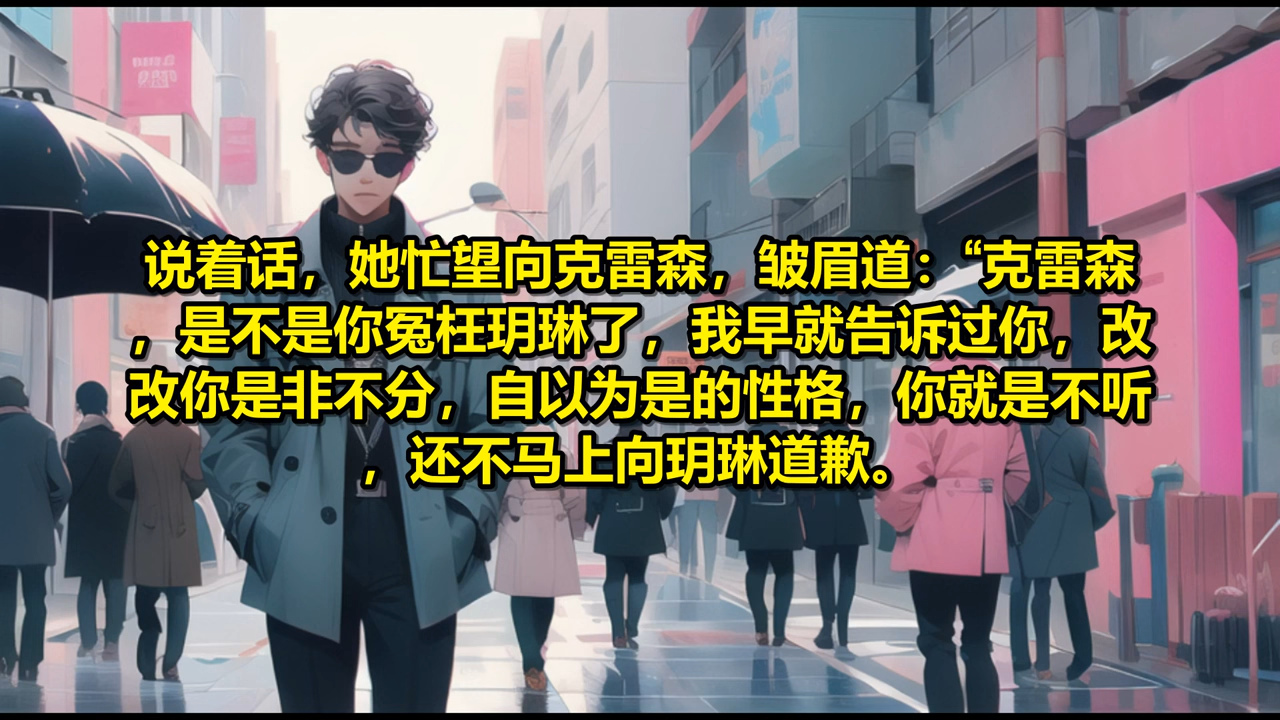 说着话，她忙望向克雷森，皱眉道：“克雷森
，是不是你冤枉玥琳了，我早就告诉过你，改
改你是非不分，自以为是的性格，你就是不听
，还不马上向玥琳道歉。